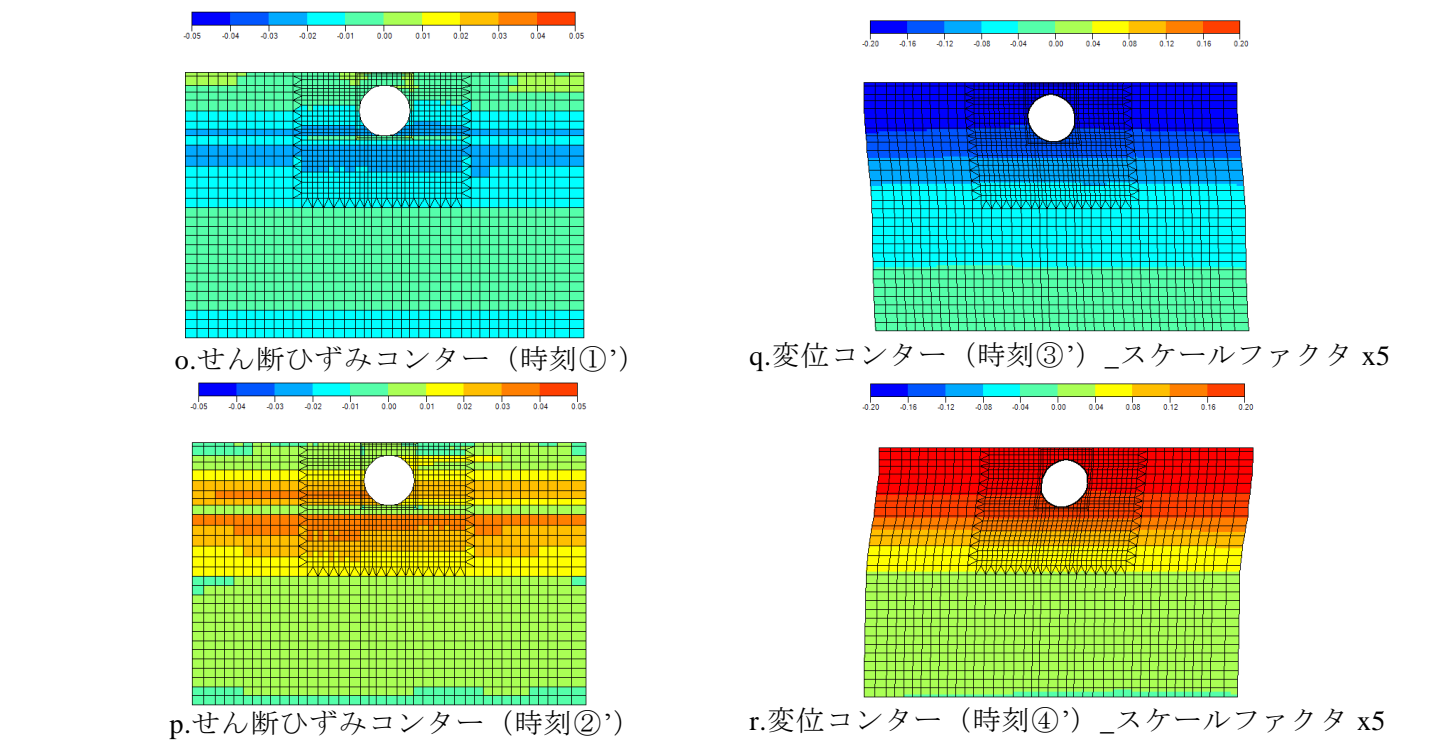 -0.05 -0.04 -0.03 -0.02 -0.01 0.00 0.01 0.02 0.03 0.04 0.05
-0.20 -0.16 -0.12 -0.08 -0.04 0.00 0.04 0.08 0.12 0.16 0.20
o.せん断ひずみコンター（時刻①’）
q.変位コンター（時刻③’）_スケールファクタ x5
-0.05 -0.04 -0.03 -0.02 -0.01 0.00 0.01 0.02 0.03 0.04 0.05
-0.20 -0.16 -0.12 -0.08 -0.04 0.00 0.04 0.08 0.12 0.16 0.20
p.せん断ひずみコンター（時刻②’）
r.変位コンター（時刻④’）_スケールファクタ x5